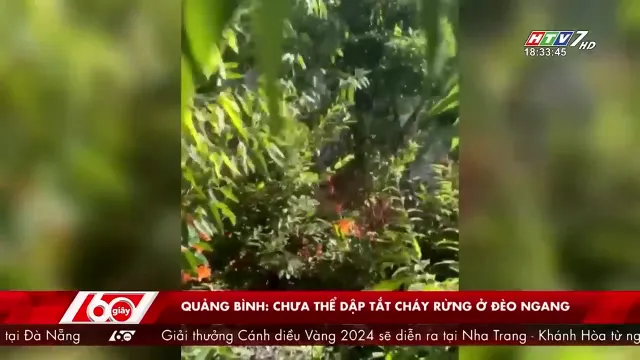 HTV7 HD
18:33:45
60 giây
QUẢNG BÌNH: CHƯA THỂ DẬP TẮT CHÁY RỪNG Ở ĐÈO NGANG
tại Đà Nẵng 60 Giải thưởng Cánh diều Vàng 2024 sẽ diễn ra tại Nha Trang - Khánh Hòa từ